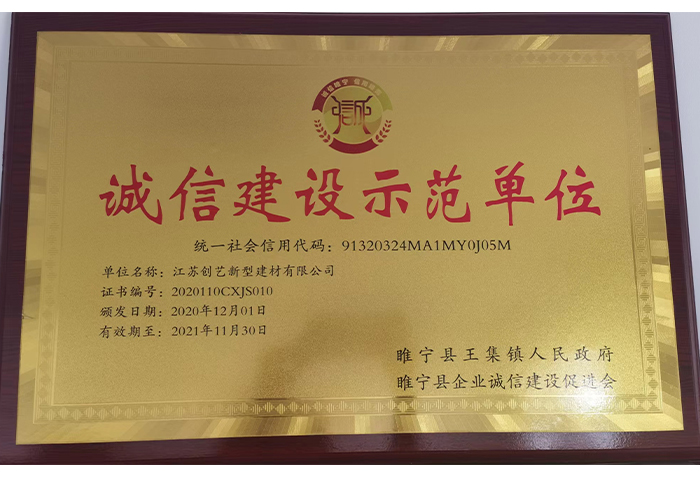 诚信建设示范单位
统一社会信用代码：91320324MA1MY0J05M
单位名称：江苏创艺新型建材有限公司
证书编号：2020110CXJS010
颁发日期：2020年12月01日
有效期至：2021年11月30日
睢宁县王集镇人民政府
睢宁县企业诚信建设促进会